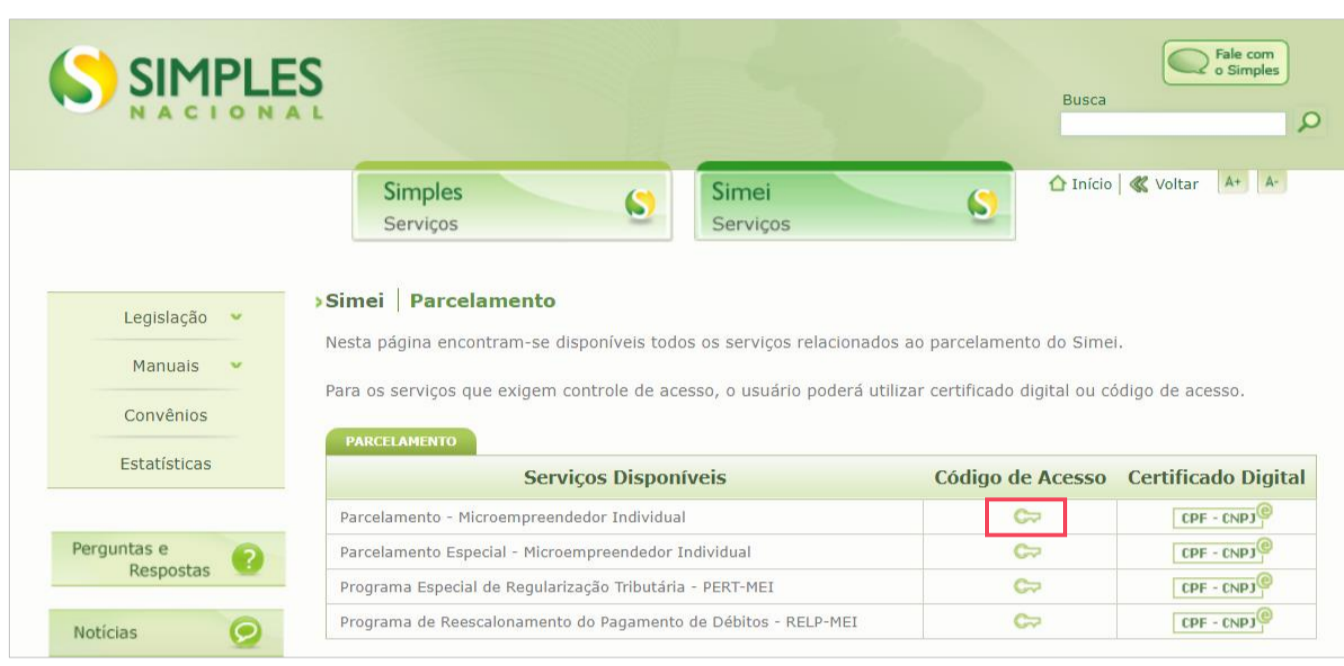 SIMPLES
NACIONAL
Fale com
o Simples
Busca
Simples
Serviços
Simei
Serviços
Início | Voltar A+ A-
Legislação
Manuais
Convênios
Estatísticas
Perguntas e
Respostas
Notícias
Simei | Parcelamento
Nesta página encontram-se disponíveis todos os serviços relacionados ao parcelamento do Simei.
Para os serviços que exigem controle de acesso, o usuário poderá utilizar certificado digital ou código de acesso.
PARCELAMENTO
Serviços Disponíveis Código de Acesso Certificado Digital
Parcelamento - Microempreendedor Individual CPF - CNPJ e
Parcelamento Especial - Microempreendedor Individual CPF - CNPJ e
Programa Especial de Regularização Tributária - PERT-MEI CPF - CNPJ e
Programa de Reescalonamento do Pagamento de Débitos - RELP-MEI CPF - CNPJ e